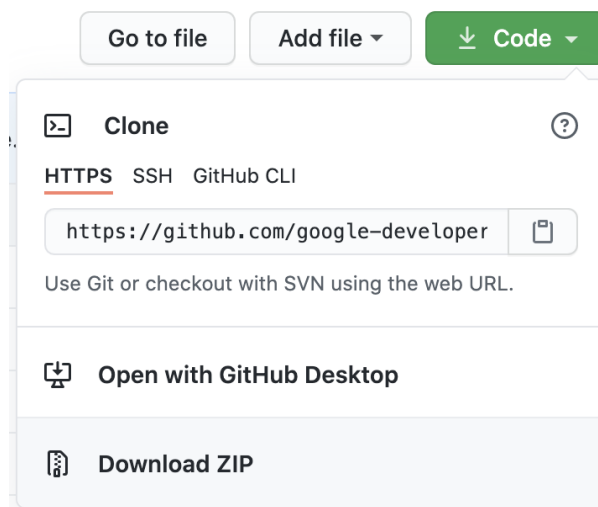 Go to file
Add file
Code
Clone
HTTPS SSH GitHub CLI
https://github.com/google-developer
Use Git or checkout with SVN using the web URL.
Open with GitHub Desktop
Download ZIP